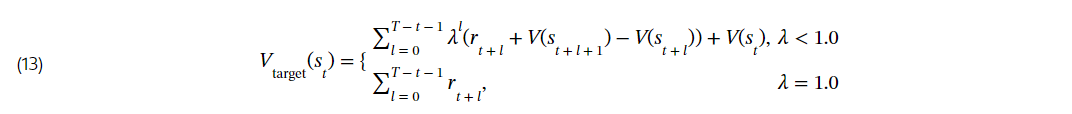 (13) V_target(s_t) = { ∑_{l=0}^{T−t−1} λ^l(r_{t+l} + V(s_{t+l+1}) − V(s_{t+l})) + V(s_t), λ < 1.0
∑_{l=0}^{T−t−1} r_{t+l}, λ = 1.0